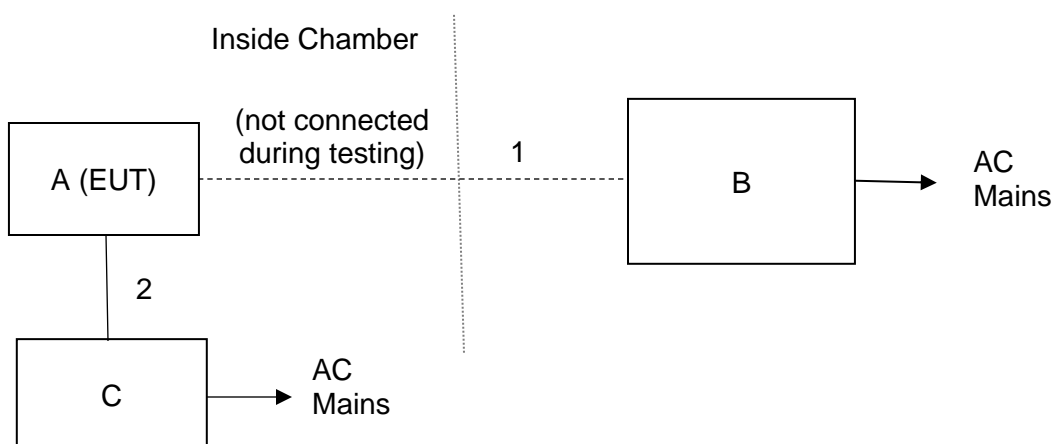 Inside Chamber
(not connected
during testing)
1
A (EUT)
B
AC
Mains
2
C
AC
Mains